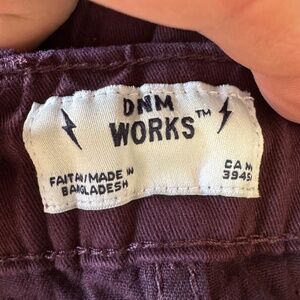 DNM
WORKS™
FAIT AU/MADE IN
BANGLADESH
CA
3945